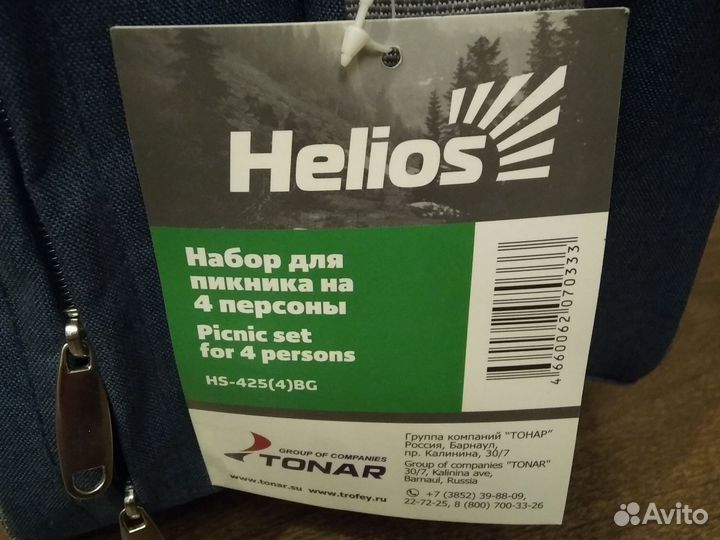 Helios
Набор для
пикника на
4 персоны
Picnic set
for 4 persons
HS-425(4)BG
4 660062 070333
GROUP OF COMPANIES
TONAR
www.tonar.su www.trofey.ru
Группа компаний "ТОНАР"
Россия, Барнаул,
пр. Калинина, 30/7
Group of companies "TONAR"
30/7, Kalinina ave,
Barnaul, Russia
+7 (3852) 39-88-09,
22-72-25, 8 (800) 700-33-26
Avito